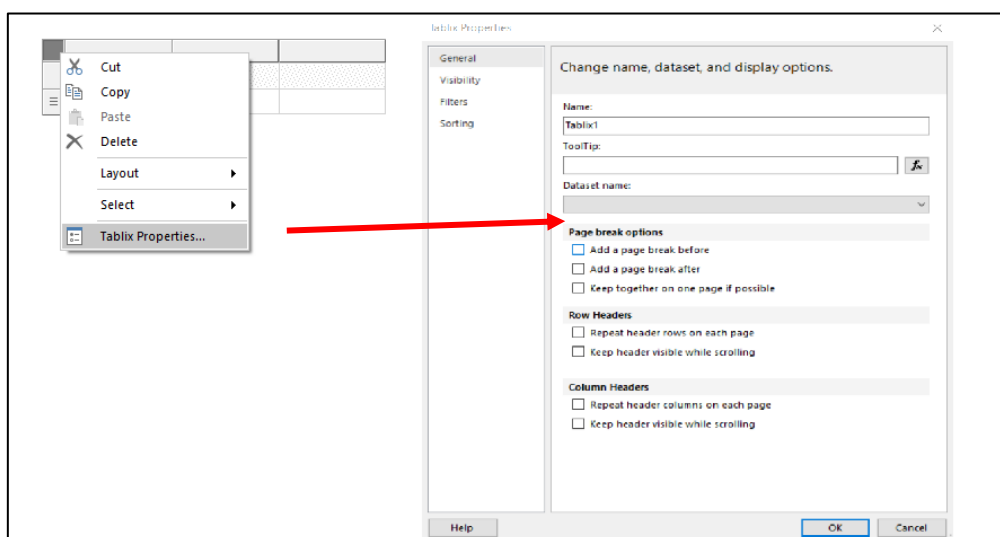 Cut
Copy
Paste
Delete
Layout
Select
Tablix Properties...
Tablix Properties
General
Visibility
Filters
Sorting
Change name, dataset, and display options.
Name:
Tablix1
ToolTip:
fx
Dataset name:
Page break options
Add a page break before
Add a page break after
Keep together on one page if possible
Row Headers
Repeat header rows on each page
Keep header visible while scrolling
Column Headers
Repeat header columns on each page
Keep header visible while scrolling
Help
OK
Cancel